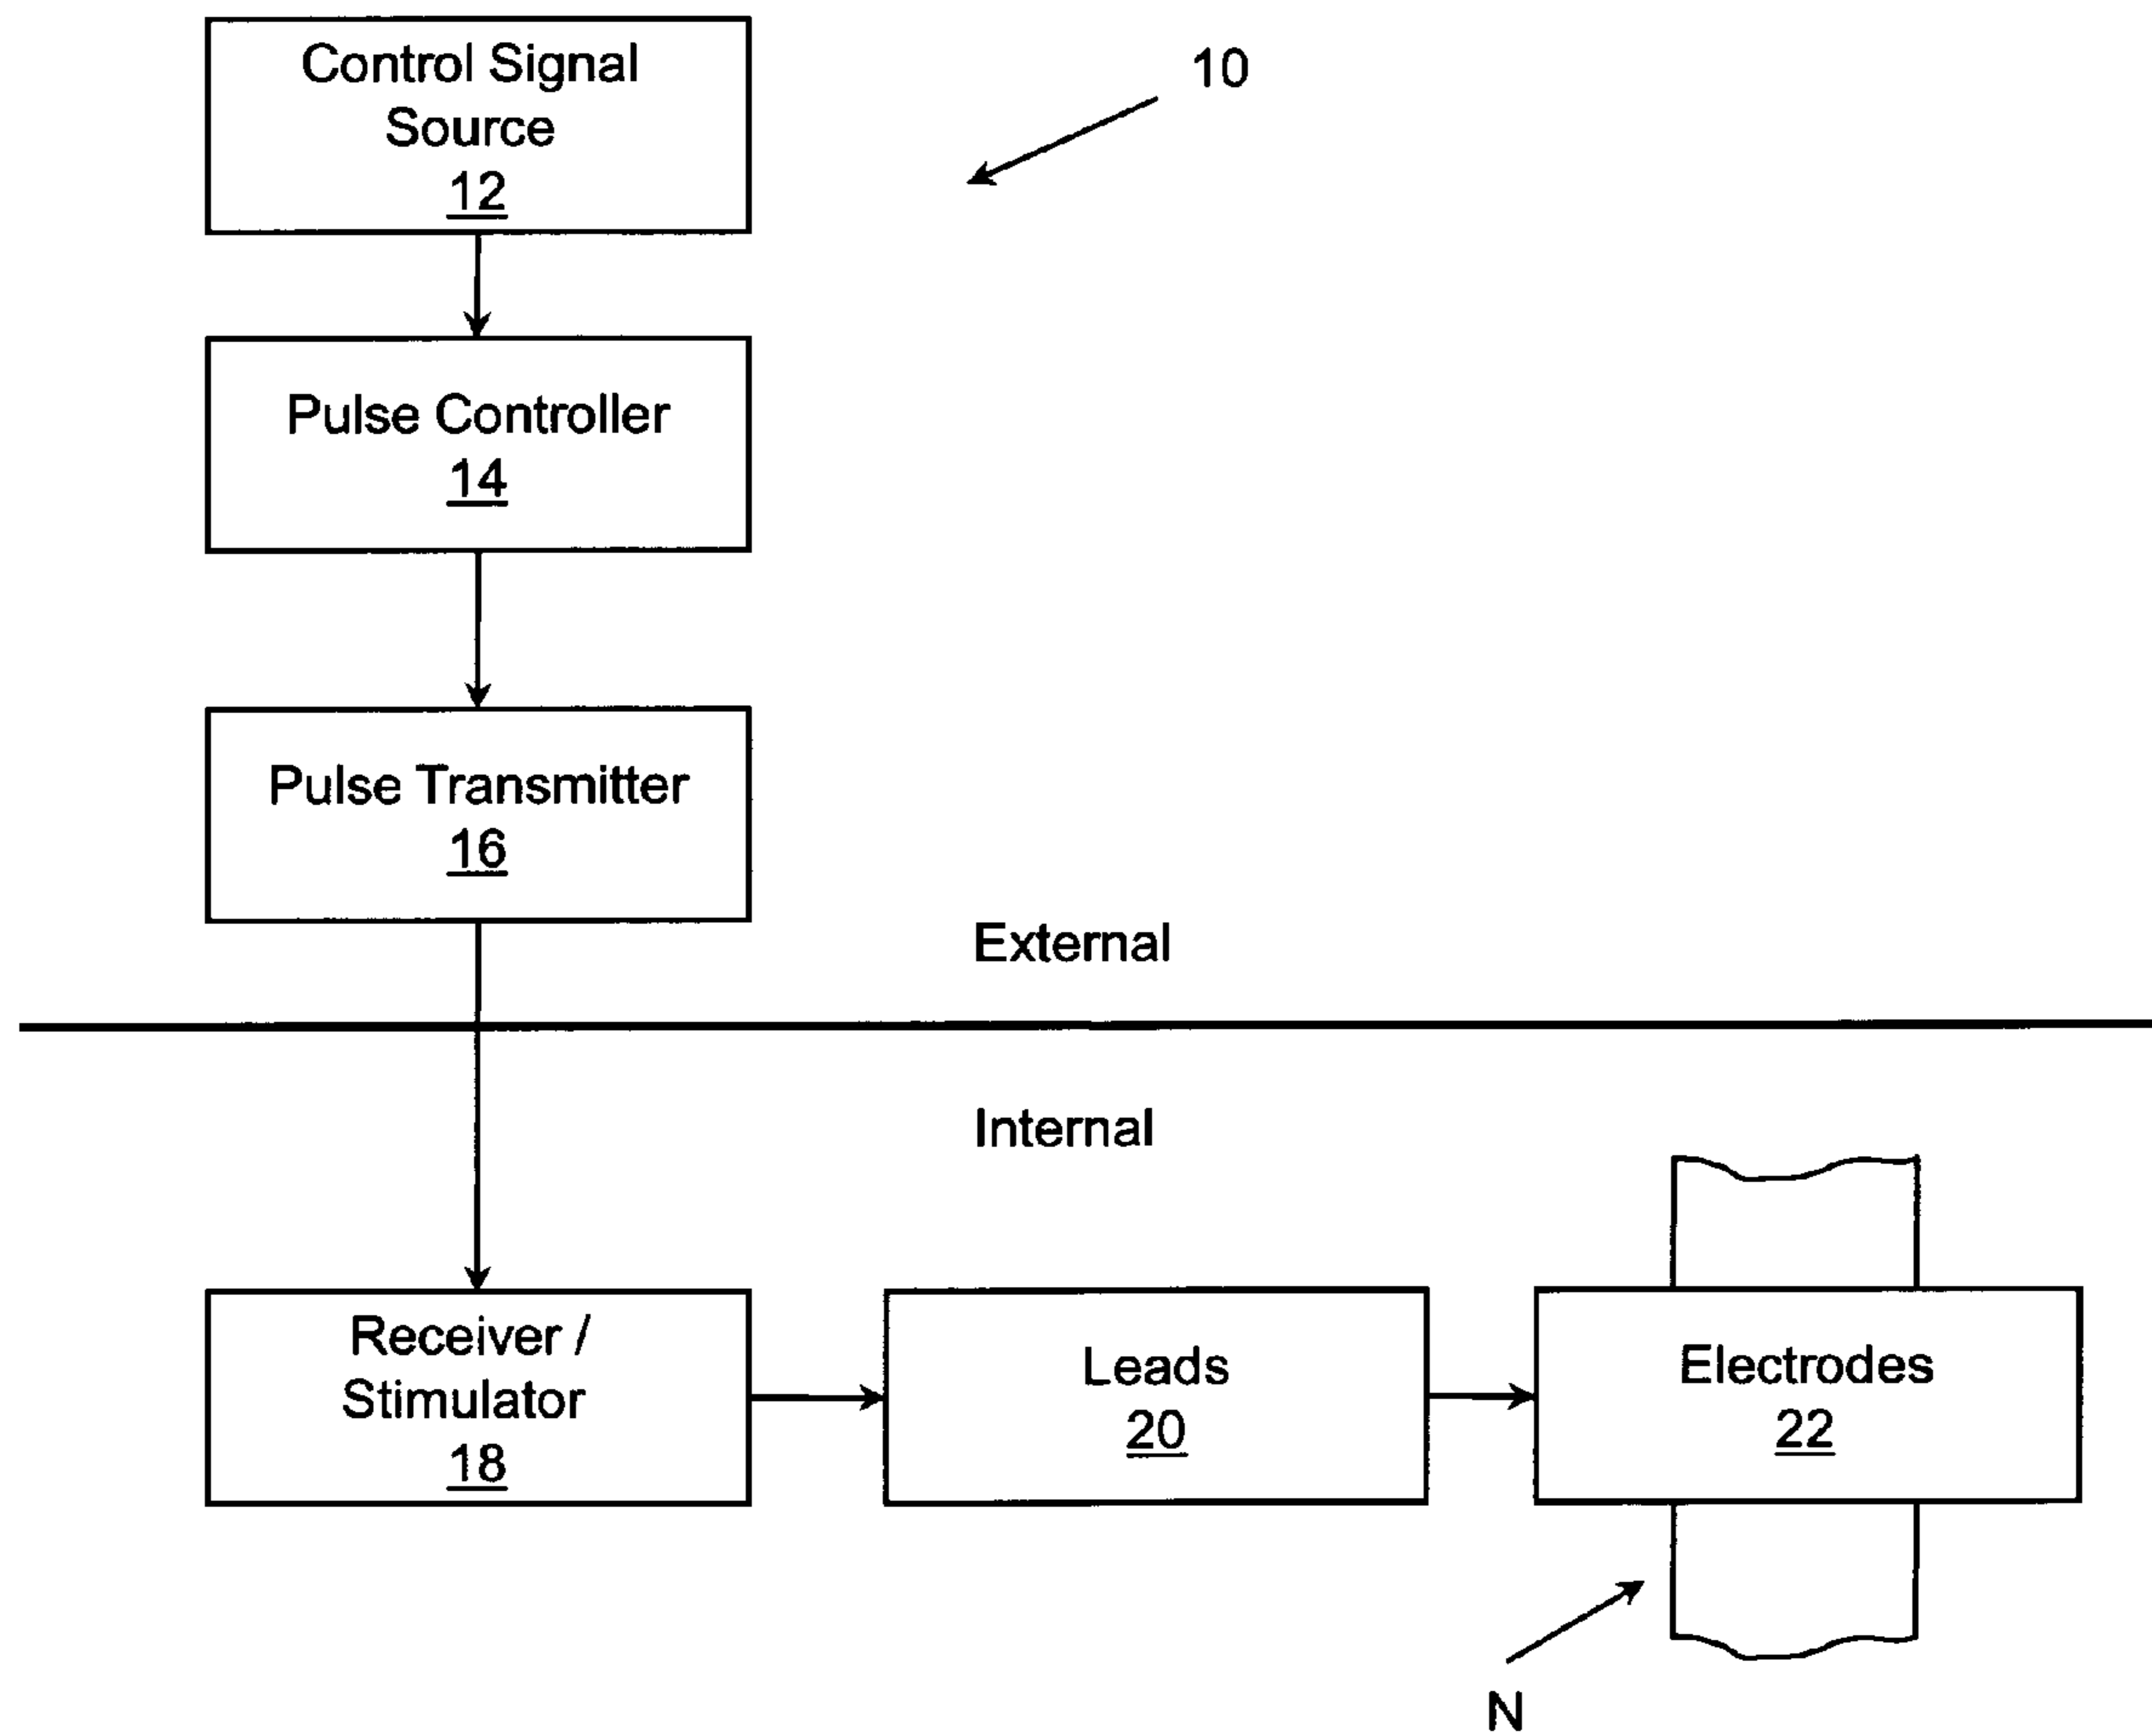 Control Signal
Source
12
10
Pulse Controller
14
Pulse Transmitter
16
External
Internal
Receiver /
Stimulator
18
Leads
20
Electrodes
22
N